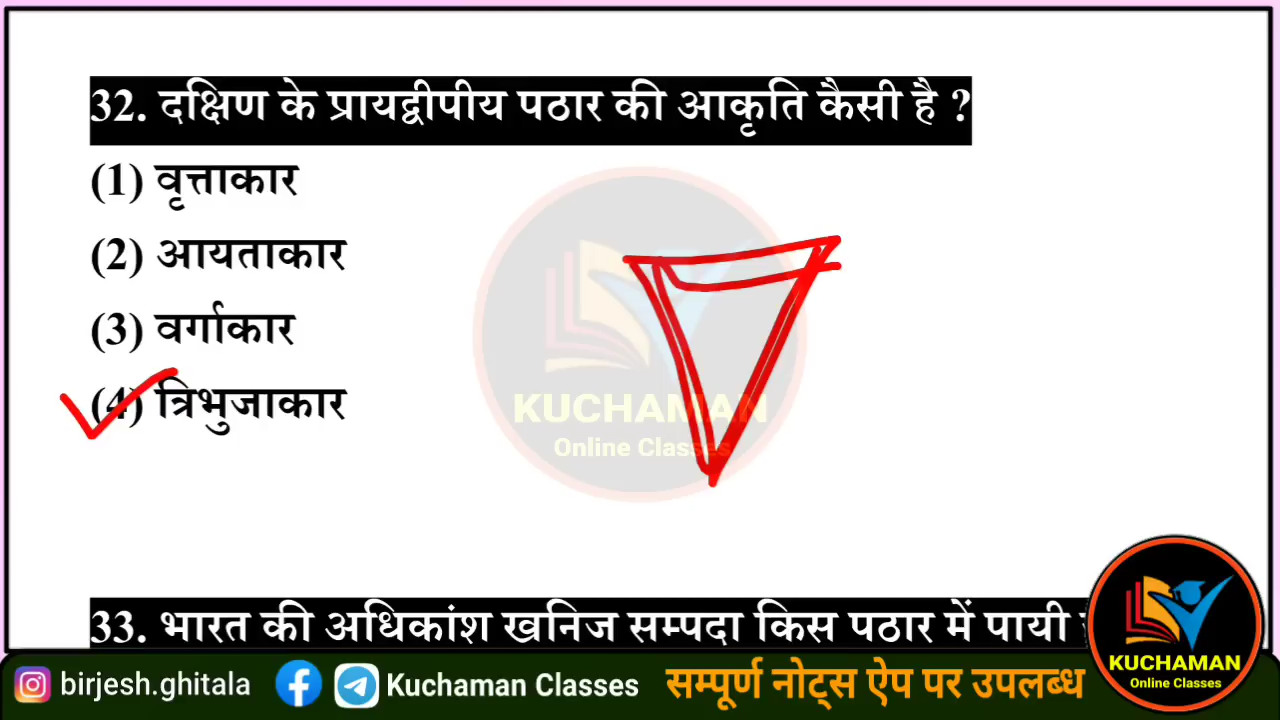 32. दक्षिण के प्रायद्वीपीय पठार की आकृति कैसी है ?
(1) वृत्ताकार
(2) आयताकार
(3) वर्गाकार
(4) त्रिभुजाकार
KUCHAMAN
Online Classes
33. भारत की अधिकांश खनिज सम्पदा किस पठार में पायी
KUCHAMAN
Online Classes
birjesh.ghitala
Kuchaman Classes
सम्पूर्ण नोट्स ऐप पर उपलब्ध